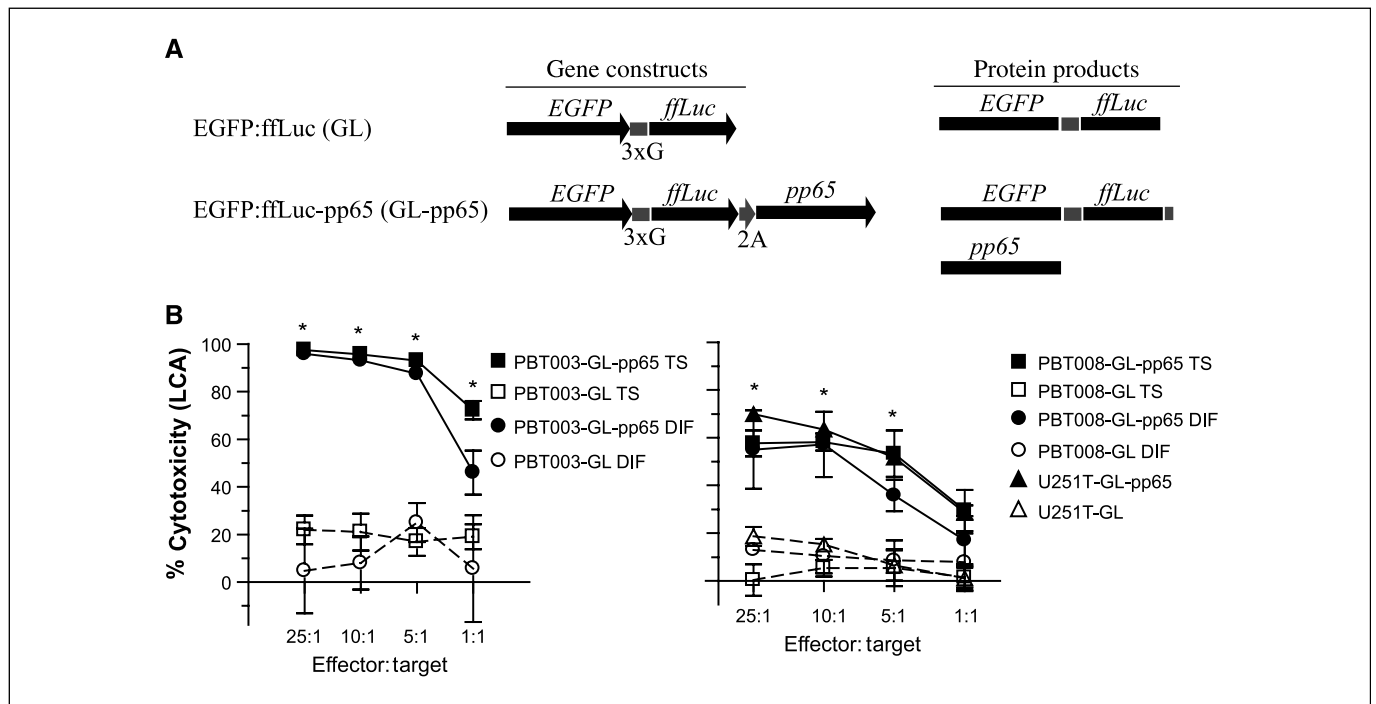 A
Gene constructs
Protein products
EGFP:ffLuc (GL)
EGFP ffLuc
3xG
EGFP ffLuc
EGFP:ffLuc-pp65 (GL-pp65)
EGFP ffLuc pp65
3xG 2A
EGFP ffLuc
pp65
B
% Cytotoxicity (LCA)
100
80
60
40
20
0
* * * *
25:1 10:1 5:1 1:1
Effector:target
PBT003-GL-pp65 TS
PBT003-GL TS
PBT003-GL-pp65 DIF
PBT003-GL DIF
* * *
25:1 10:1 5:1 1:1
Effector:target
PBT008-GL-pp65 TS
PBT008-GL TS
PBT008-GL-pp65 DIF
PBT008-GL DIF
U251T-GL-pp65
U251T-GL